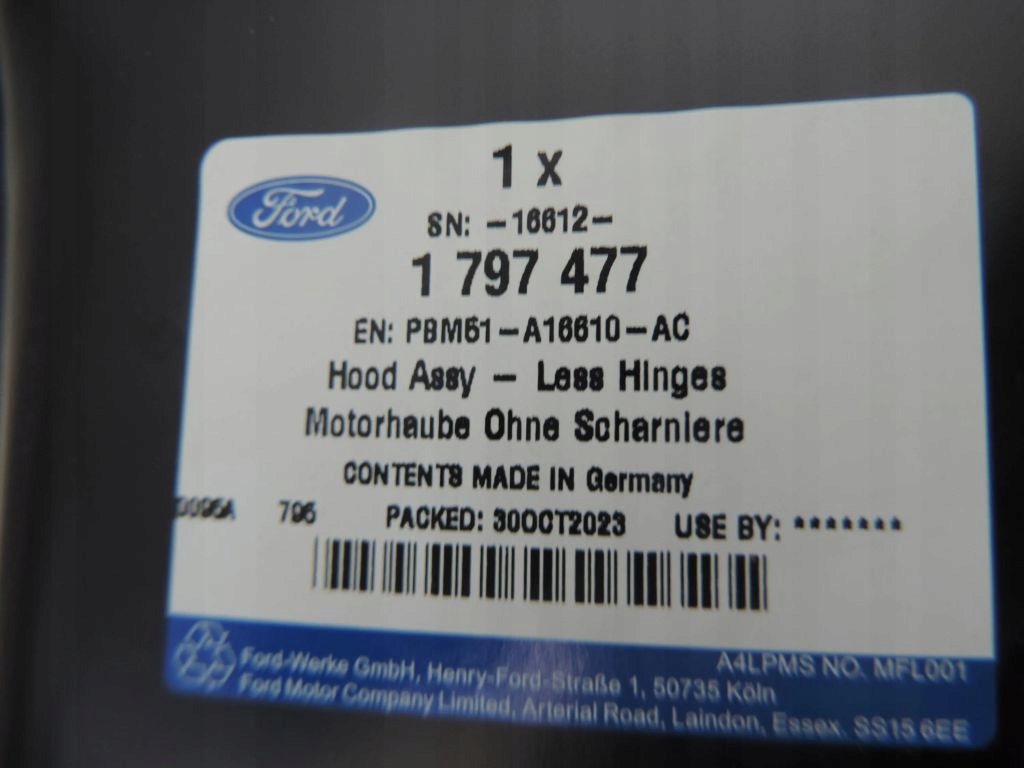 1 x
Ford
SN: -16612-
1 797 477
EN: PBM51-A16610-AC
Hood Assy - Less Hinges
Motorhaube Ohne Scharniere
CONTENTS MADE IN Germany
795 PACKED: 30OCT2023 USE BY: *******
A4LPMS NO. MFL001
Ford-Werke GmbH, Henry-Ford-Straße 1, 50735 Köln
Ford Motor Company Limited, Arterial Road, Laindon, Essex. SS15 6EE